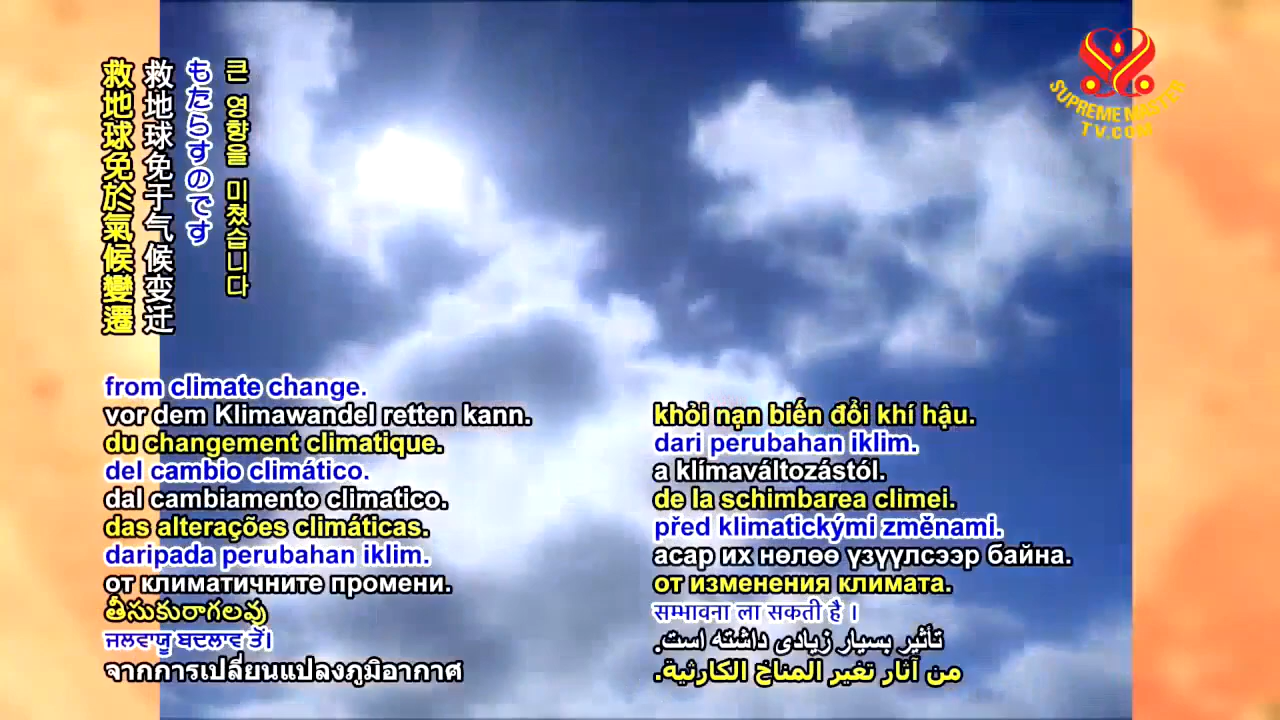 救地球免於氣候變遷
救地球免于气候变迁
もたらすのです
큰 영향을 미쳤습니다
SUPREME MASTER
TV.COM
from climate change.
vor dem Klimawandel retten kann.
du changement climatique.
del cambio climático.
dal cambiamento climatico.
das alterações climáticas.
daripada perubahan iklim.
от климатичните промени.
తీసుకురాగలవు
ਜਲਵਾਯੂ ਬਦਲਾਵ ਤੋਂ।
จากการเปลี่ยนแปลงภูมิอากาศ
khỏi nạn biến đổi khí hậu.
dari perubahan iklim.
a klímaváltozástól.
de la schimbarea climei.
před klimatickými změnami.
асар их нөлөө үзүүлсээр байна.
от изменения климата.
सम्भावना ला सकती है ।
تأثیر بسیار زیادی داشته است.
من آثار تغير المناخ الكارثية.